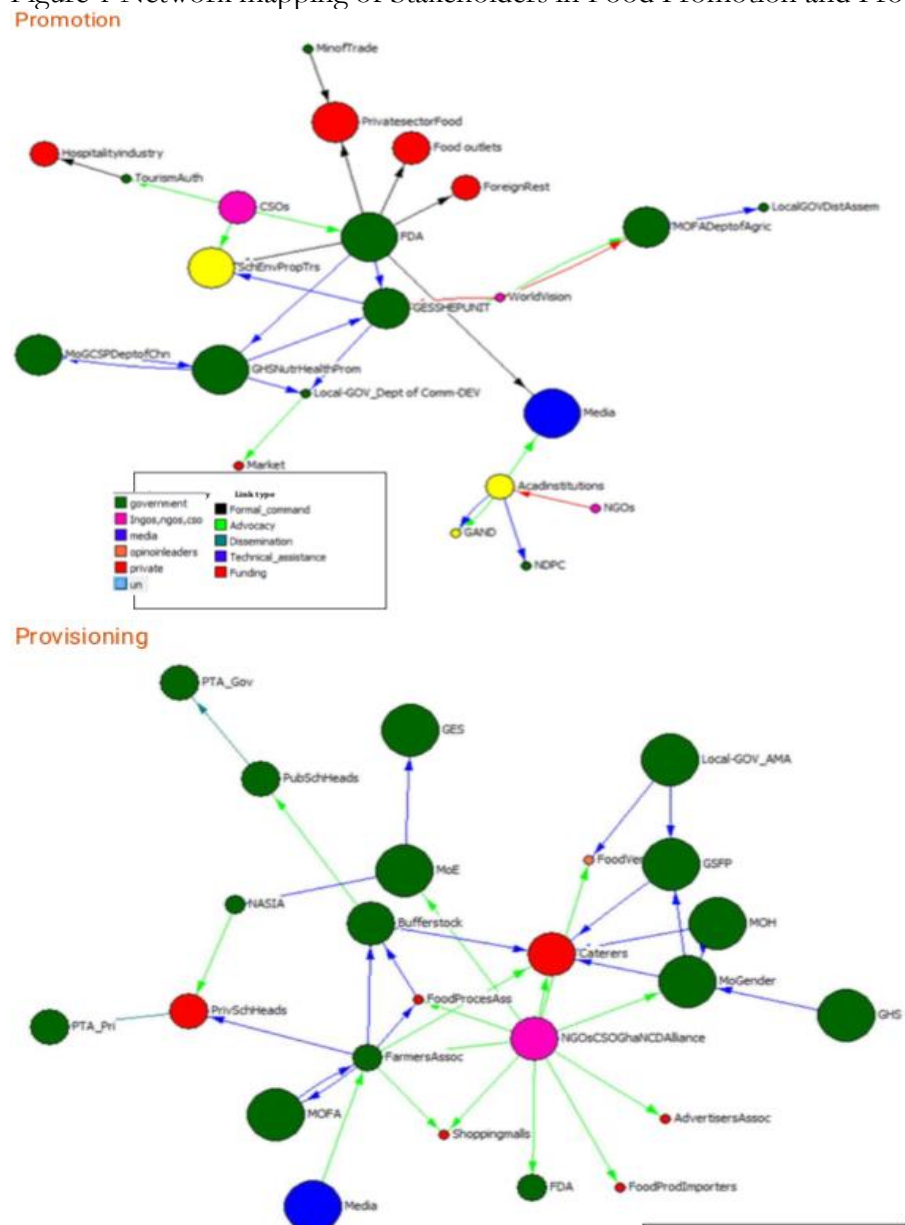 Figure 1 Network mapping of Stakeholders in Food Promotion and Pro
Promotion
MinofTrade
PrivatesectorFood
Hospitalityindustry
Food outlets
TourismAuth
ForeignRest
CSOs
LocalGOVDistAssem
MOFADeptofAgric
FDA
SchEnvPropTrs
WorldVision
GESSHEPUNIT
MoGCSPDeptofChn
GHSNutrHealthProm
Local-GOV_Dept of Comm-DEV
Media
Market
AcadInstitutions
NGOs
GAND
NDPC
Link type
government
Ingos,ngos,cso
media
opinoinleaders
private
un
Formal_command
Advocacy
Dissemination
Technical_assistance
Funding
Provisioning
PTA_Gov
GES
Local-GOV_AMA
PubSchHeads
FoodVe
GSFP
MoE
NASIA
Bufferstock
MOH
Caterers
MoGender
FoodProcesAss
PrivSchHeads
GHS
PTA_Pri
NGOsCSOGhaNCDAlliance
FarmersAssoc
MOFA
AdvertisersAssoc
Shoppingmalls
FDA
FoodProdImporters
Media